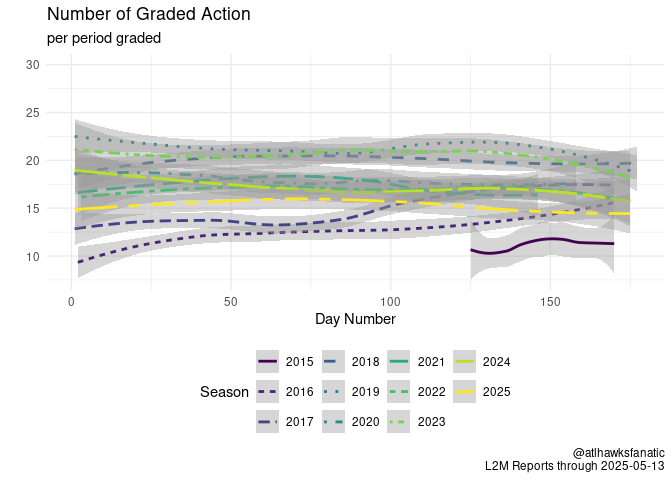 Number of Graded Action
per period graded
30
25
20
15
10
0 50 100 150
Day Number
Season
2015 2018 2021 2024
2016 2019 2022 2025
2017 2020 2023
@atlhawksfanatic
L2M Reports through 2025-05-13